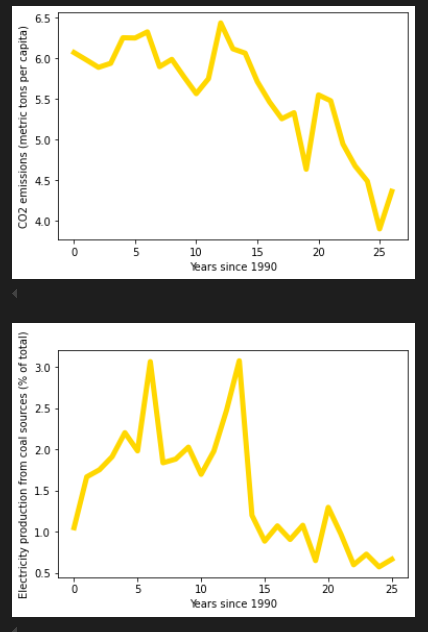 CO2 emissions (metric tons per capita)
6.5
6.0
5.5
5.0
4.5
4.0
0 5 10 15 20 25
Years since 1990
Electricity production from coal sources (% of total)
3.0
2.5
2.0
1.5
1.0
0.5
0 5 10 15 20 25
Years since 1990